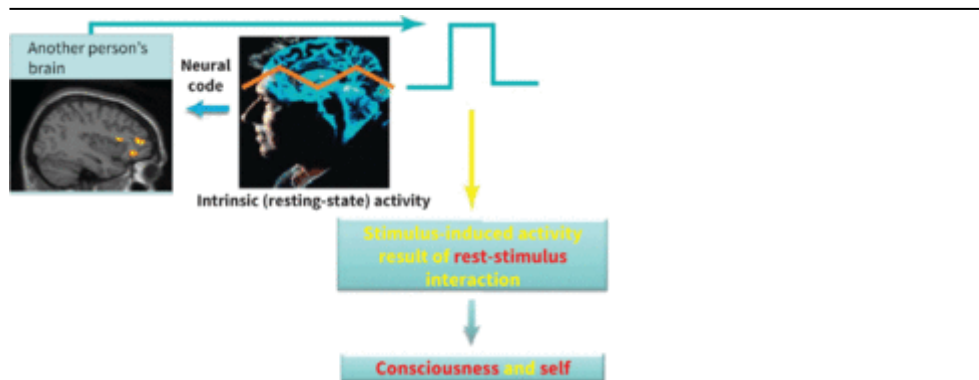 Another person's
brain
Neural
code
Intrinsic (resting-state) activity
Stimulus-induced activity
result of rest-stimulus
interaction
Consciousness and self